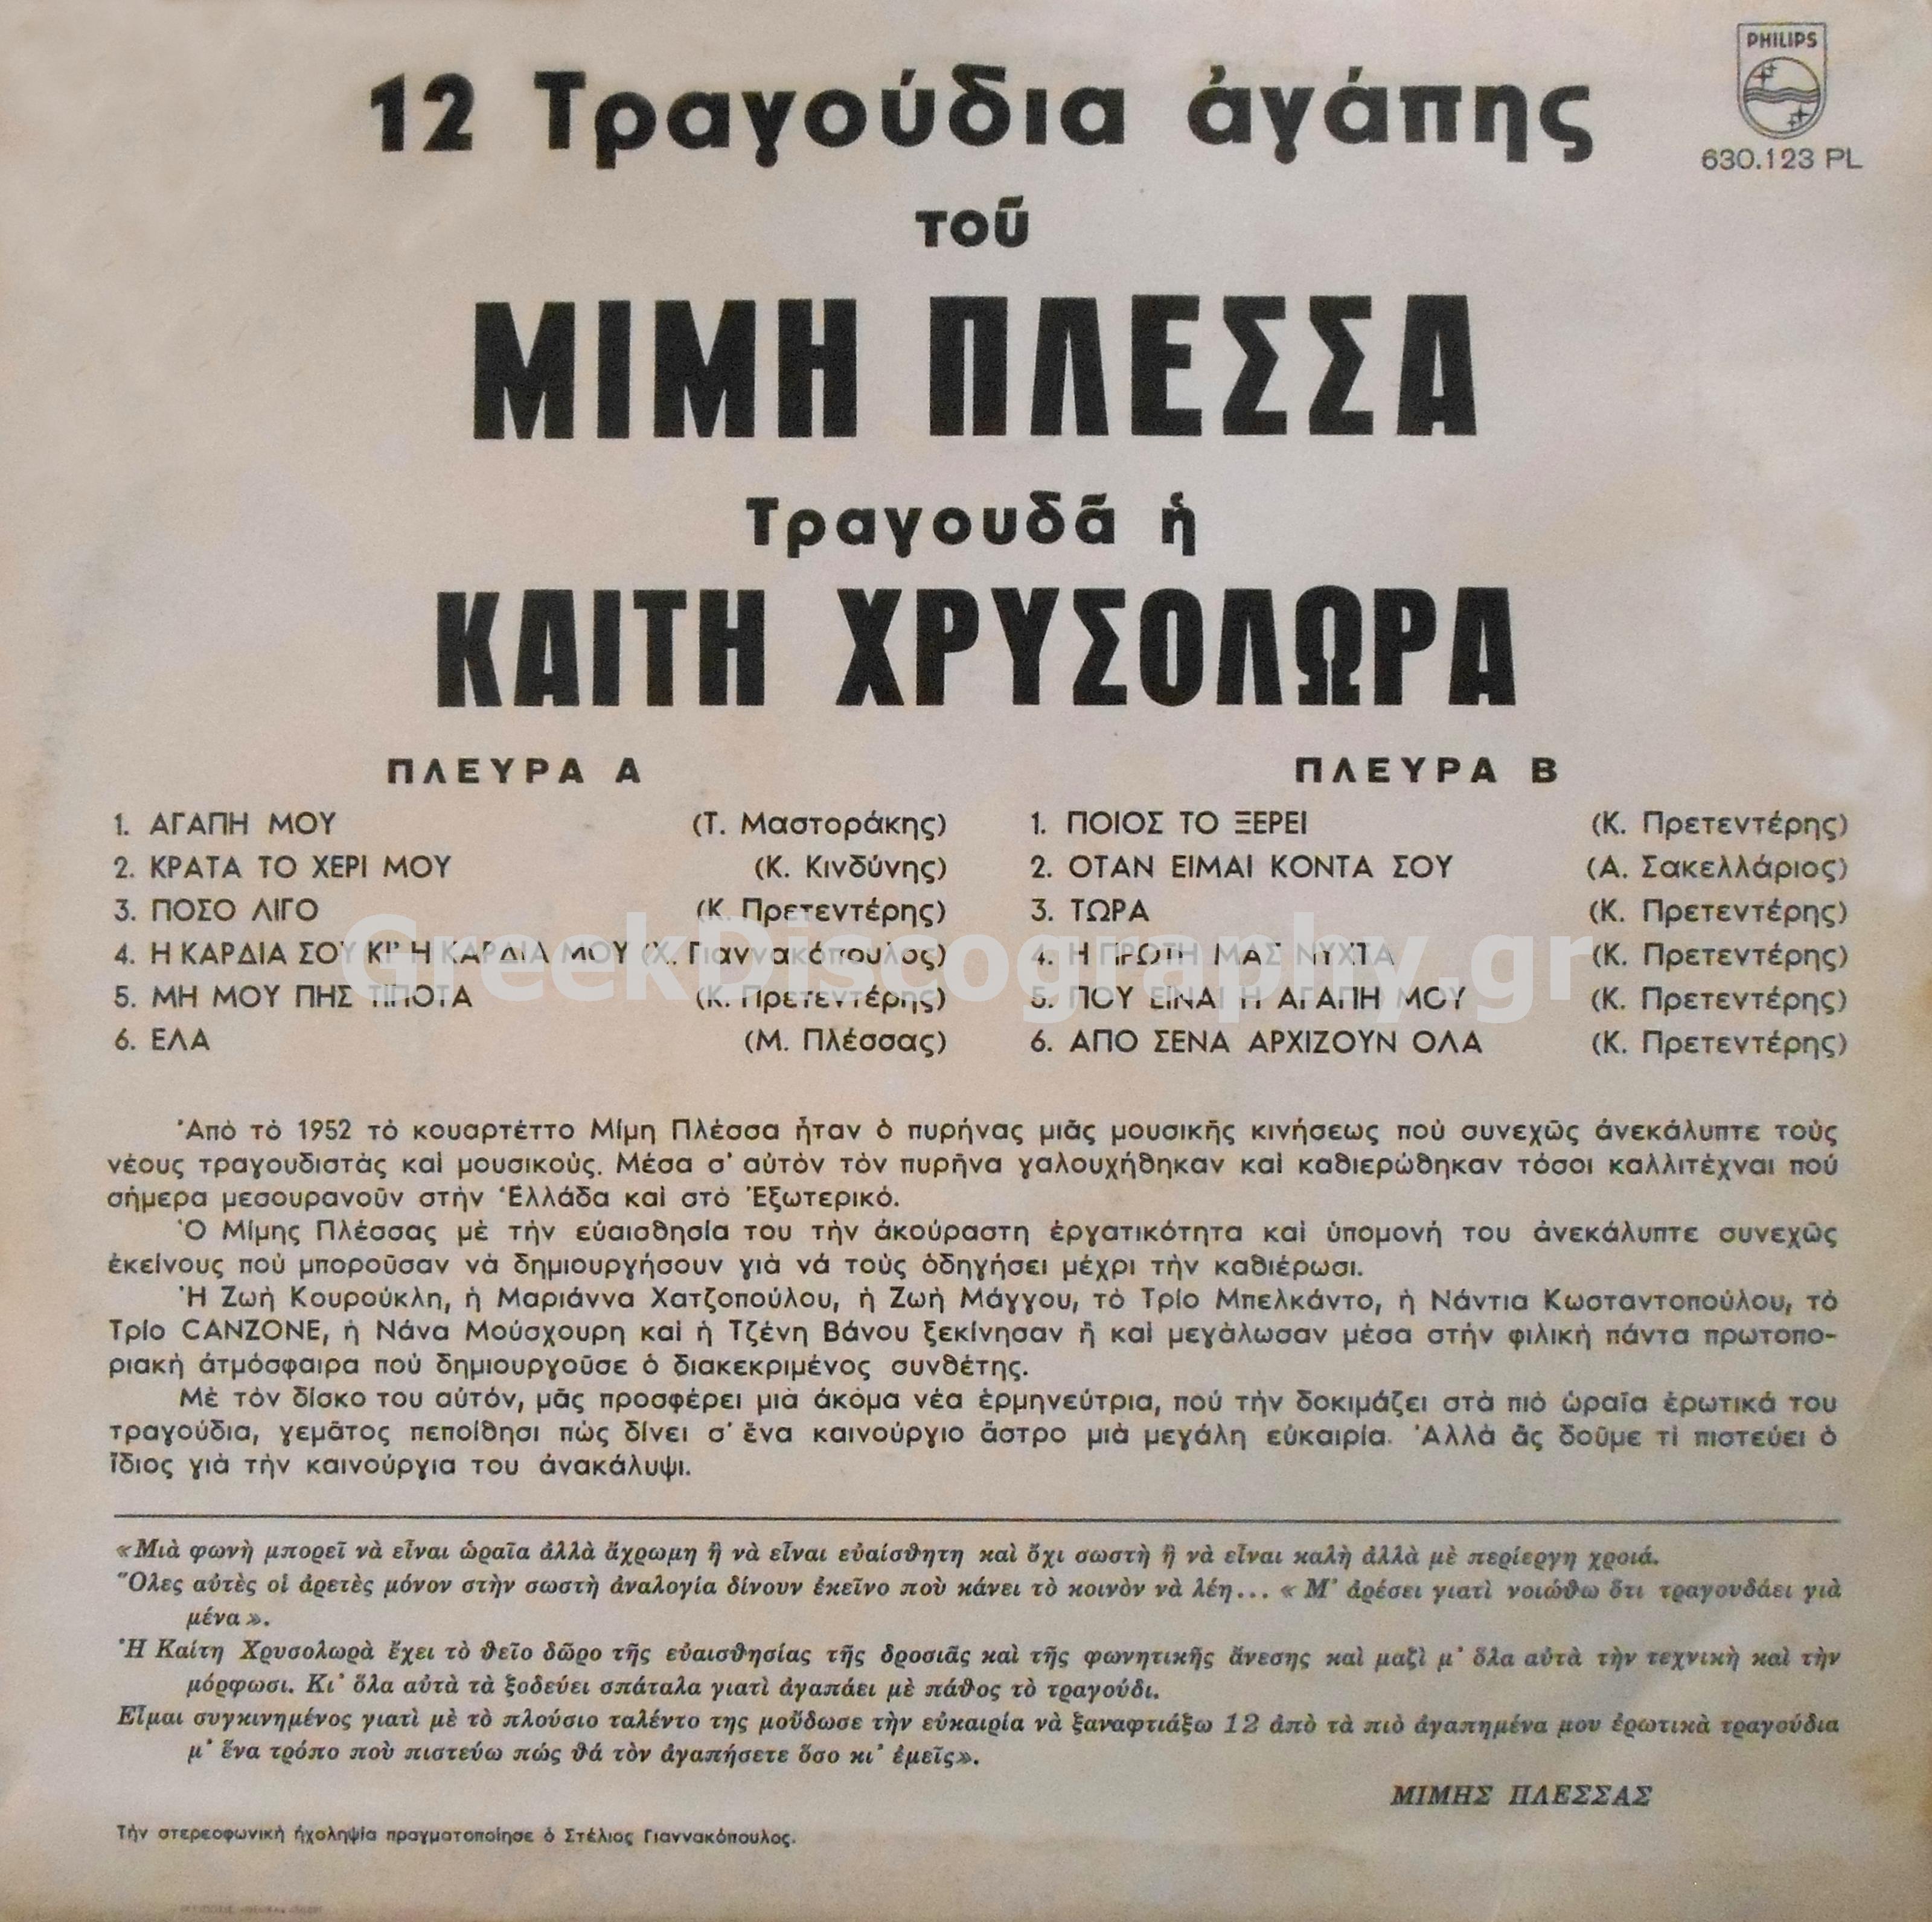 PHILIPS
630.123 PL
12 Τραγούδια ἀγάπης
τοῦ
ΜΙΜΗ ΠΛΕΣΣΑ
Τραγουδᾶ ἡ
ΚΑΙΤΗ ΧΡΥΣΟΛΩΡΑ
ΠΛΕΥΡΑ Α
1. ΑΓΑΠΗ ΜΟΥ (Τ. Μαστοράκης)
2. ΚΡΑΤΑ ΤΟ ΧΕΡΙ ΜΟΥ (Κ. Κινδύνης)
3. ΠΟΣΟ ΛΙΓΟ (Κ. Πρετεντέρης)
4. Η ΚΑΡΔΙΑ ΣΟΥ ΚΙ' Η ΚΑΡΔΙΑ ΜΟΥ (Χ. Γιαννακόπουλος)
5. ΜΗ ΜΟΥ ΠΗΣ ΤΙΠΟΤΑ (Κ. Πρετεντέρης)
6. ΕΛΑ (Μ. Πλέσσας)
ΠΛΕΥΡΑ Β
1. ΠΟΙΟΣ ΤΟ ΞΕΡΕΙ (Κ. Πρετεντέρης)
2. ΟΤΑΝ ΕΙΜΑΙ ΚΟΝΤΑ ΣΟΥ (Α. Σακελλάριος)
3. ΤΩΡΑ (Κ. Πρετεντέρης)
4. Η ΠΡΩΤΗ ΜΑΣ ΝΥΧΤΑ (Κ. Πρετεντέρης)
5. ΠΟΥ ΕΙΝΑΙ Η ΑΓΑΠΗ ΜΟΥ (Κ. Πρετεντέρης)
6. ΑΠΟ ΣΕΝΑ ΑΡΧΙΖΟΥΝ ΟΛΑ (Κ. Πρετεντέρης)
GreekDiscography.gr
Ἀπὸ τὸ 1952 τὸ κουαρτέττο Μίμη Πλέσσα ἦταν ὁ πυρήνας μιᾶς μουσικῆς κινήσεως ποὺ συνεχῶς ἀνεκάλυπτε τοὺς
νέους τραγουδιστὰς καὶ μουσικοὺς. Μέσα σ' αὐτὸν τὸν πυρῆνα γαλουχήθηκαν καὶ καθιερώθηκαν τόσοι καλλιτέχναι πού
σήμερα μεσουρανοῦν στήν Ἑλλάδα καὶ στὸ Ἐξωτερικό.
Ὁ Μίμης Πλέσσας μὲ τὴν εὐαισθησία του τὴν ἀκούραστη ἐργατικότητα καὶ ὑπομονή του ἀνεκάλυπτε συνεχῶς
ἐκείνους ποὺ μποροῦσαν νὰ δημιουργήσουν γιὰ νά τοὺς ὁδηγήσει μέχρι τὴν καθιέρωσι.
Ἡ Ζωὴ Κουρούκλη, ἡ Μαριάννα Χατζοπούλου, ἡ Ζωὴ Μάγγου, τὸ Τρίο Μπελκάντο, ἡ Νάντια Κωσταντοπούλου, τὸ
Τρίο CANZONE, ἡ Νάνα Μούσχουρη καὶ ἡ Τζένη Βάνου ξεκίνησαν ἢ καὶ μεγάλωσαν μέσα στήν φιλικὴ πάντα πρωτοπο-
ριακὴ ἀτμόσφαιρα ποὺ δημιουργοῦσε ὁ διακεκριμένος συνθέτης.
Μὲ τὸν δίσκο του αὐτόν, μᾶς προσφέρει μιὰ ἀκόμα νέα ἑρμηνεύτρια, πού τὴν δοκιμάζει στὰ πιὸ ὡραῖα ἐρωτικά του
τραγούδια, γεμᾶτος πεποίθησι πὼς δίνει σ' ἕνα καινούργιο ἄστρο μιὰ μεγάλη εὐκαιρία. Ἀλλὰ ἄς δοῦμε τί πιστεύει ὁ
ἴδιος γιὰ τὴν καινούργια του ἀνακάλυψι.
«Μιὰ φωνὴ μπορεῖ νὰ εἶναι ὡραῖα ἀλλὰ ἄχρωμη ἢ νὰ εἶναι εὐαίσθητη καὶ ὄχι σωστὴ ἢ νὰ εἶναι καλὴ ἀλλὰ μὲ περίεργη χροιά.
Ὅλες αὐτὲς οἱ ἀρετὲς μόνον στὴν σωστὴ ἀναλογία δίνουν ἐκεῖνο ποὺ κάνει τὸ κοινὸν νὰ λέη... « Μ' ἀρέσει γιατὶ νοιώθω ὅτι τραγουδάει γιὰ
μένα ».
Ἡ Καίτη Χρυσολωρὰ ἔχει τὸ θεῖο δῶρο τῆς εὐαισθησίας τῆς δροσιᾶς καὶ τῆς φωνητικῆς ἄνεσης καὶ μαζὶ μ' ὅλα αὐτὰ τὴν τεχνικὴ καὶ τὴν
μόρφωσι. Κι' ὅλα αὐτὰ τὰ ξοδεύει σπάταλα γιατὶ ἀγαπάει μὲ πάθος τὸ τραγούδι.
Εἶμαι συγκινημένος γιατὶ μὲ τὸ πλούσιο ταλέντο της μοὔδωσε τὴν εὐκαιρία νὰ ξαναφτιάξω 12 ἀπὸ τὰ πιὸ ἀγαπημένα μου ἐρωτικὰ τραγούδια
μ' ἕνα τρόπο ποὺ πιστεύω πώς θά τὸν ἀγαπήσετε ὅσο κι' ἐμεῖς».
ΜΙΜΗΣ ΠΛΕΣΣΑΣ
Τὴν στερεοφωνικὴ ἠχοληψία πραγματοποίησε ὁ Στέλιος Γιαννακόπουλος.